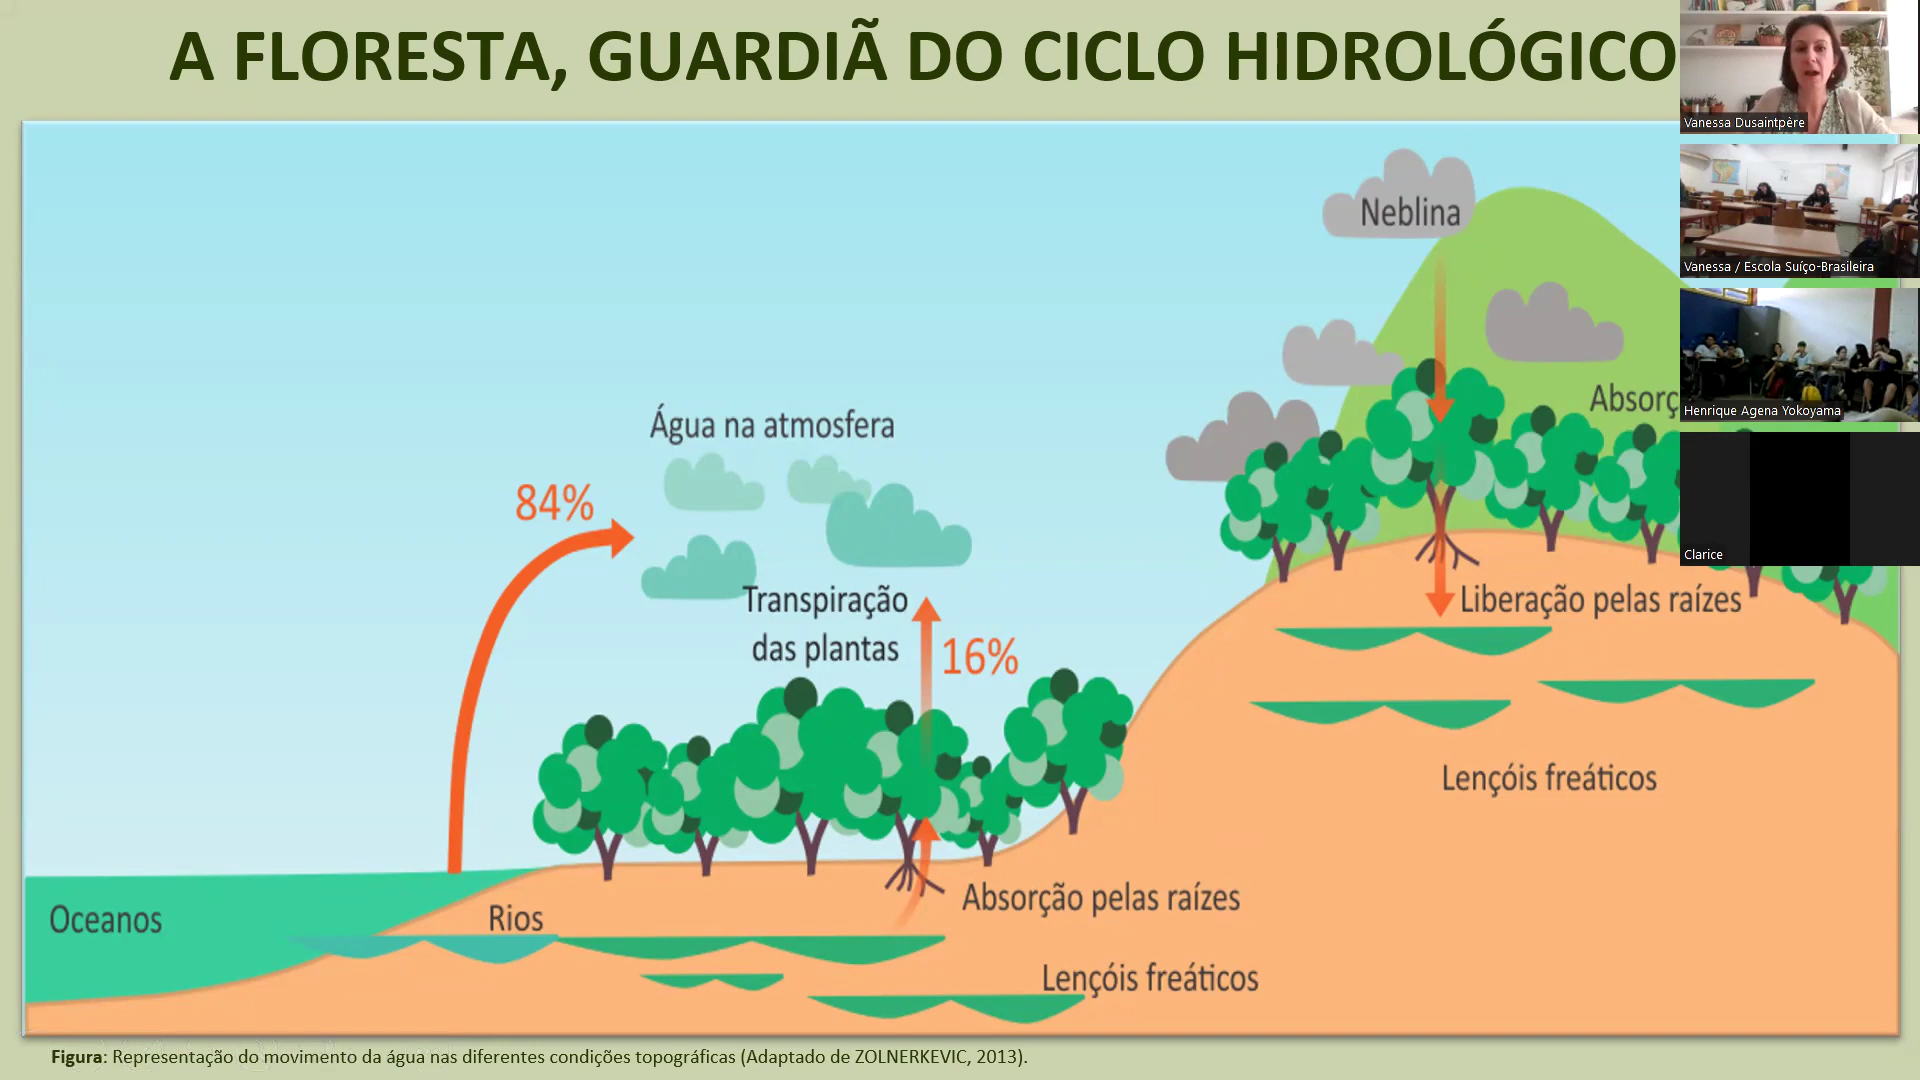 A FLORESTA, GUARDIÃ DO CICLO HIDROLÓGICO
Vanessa Dusaintpère
Vanessa / Escola Suíço-Brasileira
Henrique Agena Yokoyama
Clarice
Neblina
Absorç
Água na atmosfera
84%
Transpiração
das plantas
16%
Liberação pelas raízes
Lençóis freáticos
Oceanos
Rios
Absorção pelas raízes
Lençóis freáticos
Figura: Representação do movimento da água nas diferentes condições topográficas (Adaptado de ZOLNERKEVIC, 2013).